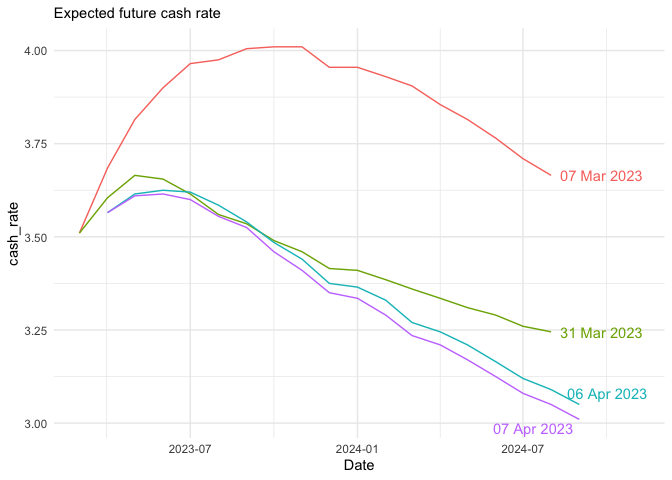 Expected future cash rate
4.00
3.75
3.50
3.25
3.00
cash_rate
07 Mar 2023
31 Mar 2023
06 Apr 2023
07 Apr 2023
2023-07
2024-01
2024-07
Date